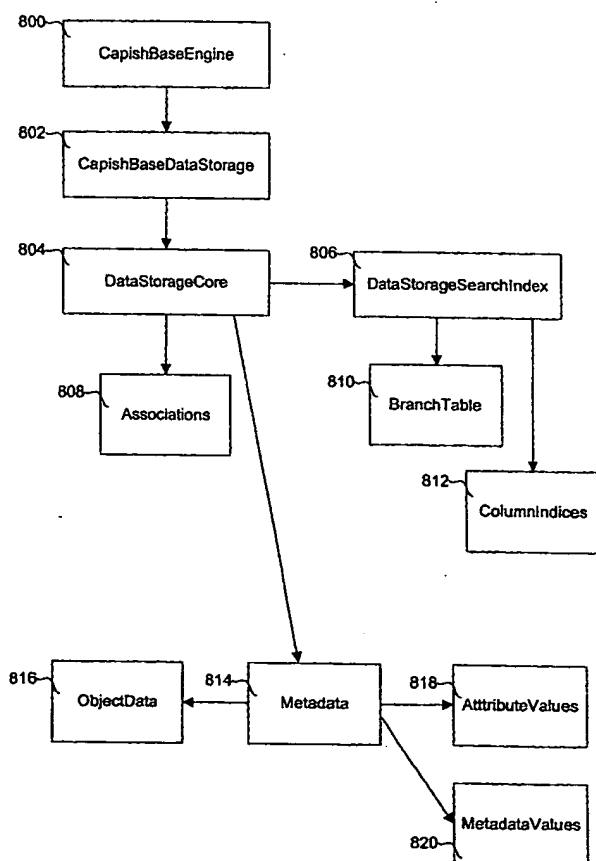 800
CapishBaseEngine
802
CapishBaseDataStorage
804
DataStorageCore
806
DataStorageSearchIndex
808
Associations
810
BranchTable
812
ColumnIndices
816
ObjectData
814
Metadata
818
AtttributeValues
MetadataValues
820